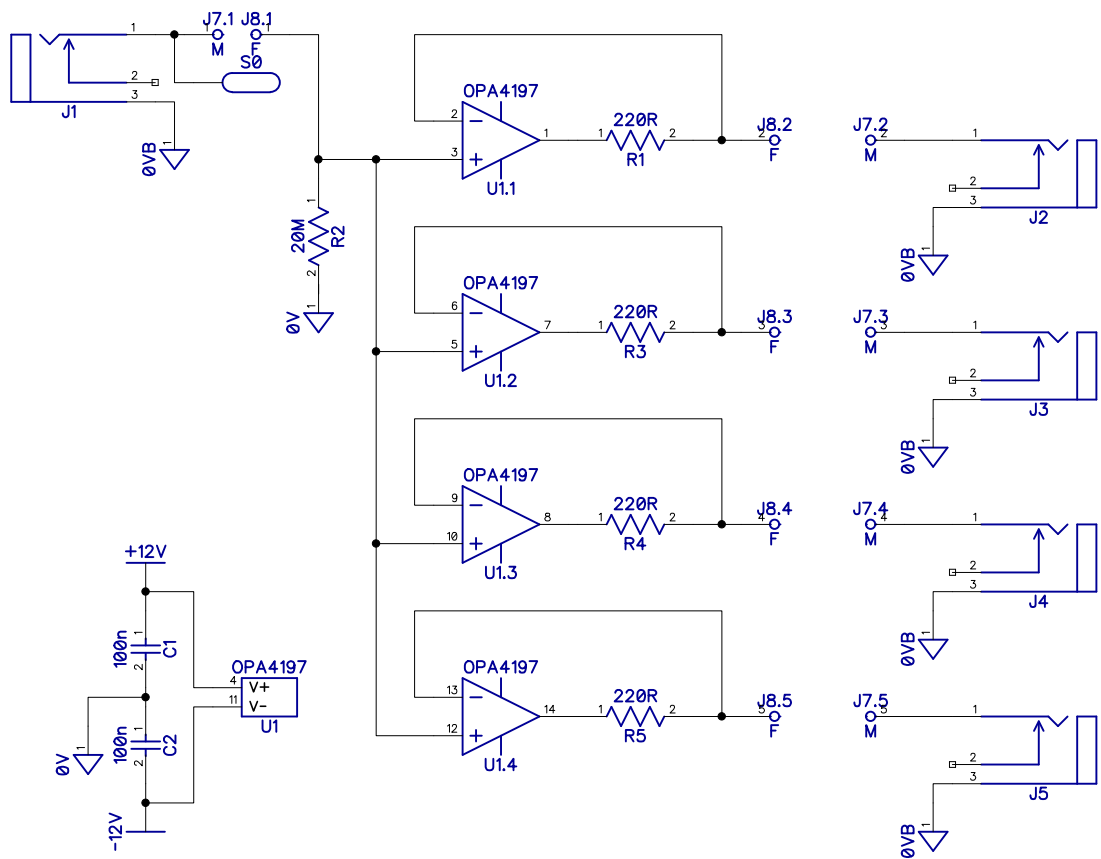 J7.1 J8.1
1 1 1
M F
S0
2
3
J1
1
0VB
OPA4197
2
3
1
U1.1
220R
1 2
R1
J8.2
2
F
J7.2
2
M
1
2
3
J2
1
0VB
1
20M
R2
2
1
0V
OPA4197
6
5
7
U1.2
220R
1 2
R3
J8.3
3
F
J7.3
3
M
1
2
3
J3
1
0VB
OPA4197
9
10
8
U1.3
220R
1 2
R4
J8.4
4
F
J7.4
4
M
1
2
3
J4
1
0VB
+12V
1
100n
C1
2
1
0V
1
100n
C2
2
-12V
OPA4197
4 V+
11 V-
U1
OPA4197
13
12
14
U1.4
220R
1 2
R5
J8.5
5
F
J7.5
5
M
1
2
3
J5
1
0VB